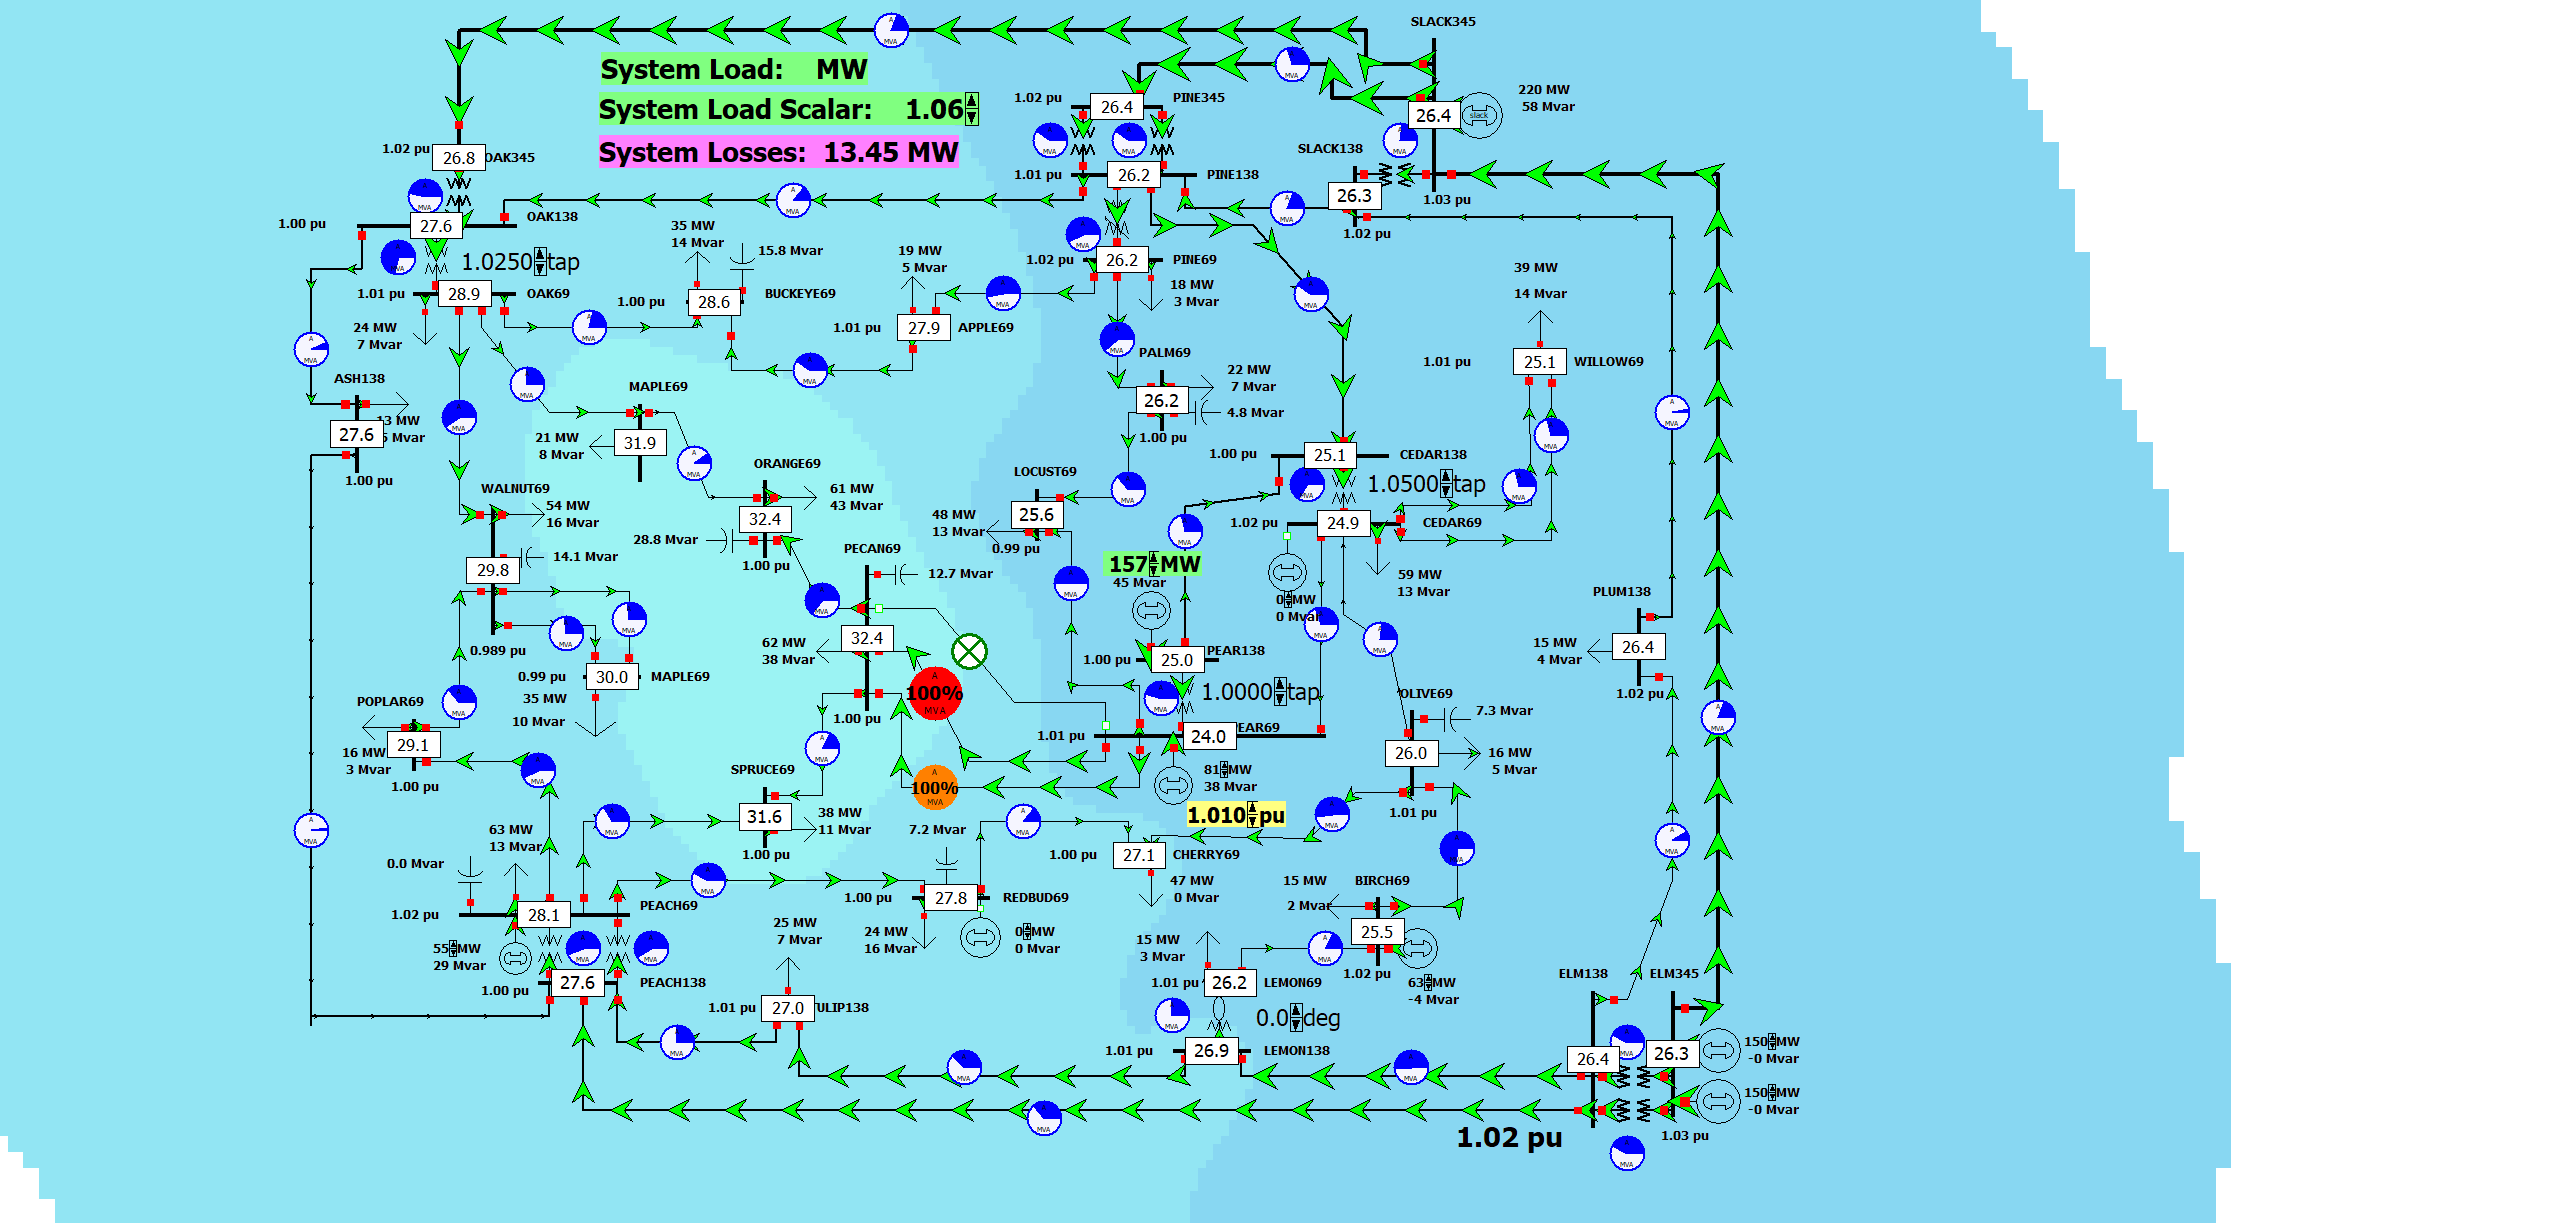 SLACK345
System Load: MW
220 MW
58 Mvar
1.02 pu
26.4
PINE345
System Load Scalar: 1.06
26.4
slack
System Losses: 13.45 MW
1.02 pu
26.8
OAK345
SLACK138
1.01 pu
26.2
PINE138
26.3
1.03 pu
1.00 pu
27.6
OAK138
1.02 pu
35 MW
14 Mvar
15.8 Mvar
19 MW
5 Mvar
1.02 pu
26.2
PINE69
1.0250 tap
39 MW
14 Mvar
1.01 pu
28.9
OAK69
1.00 pu
28.6
BUCKEYE69
18 MW
3 Mvar
24 MW
7 Mvar
1.01 pu
27.9
APPLE69
PALM69
1.01 pu
25.1
WILLOW69
ASH138
MAPLE69
22 MW
7 Mvar
26.2
4.8 Mvar
13 MW
5 Mvar
27.6
21 MW
8 Mvar
31.9
1.00 pu
1.00 pu
25.1
CEDAR138
ORANGE69
LOCUST69
1.0500 tap
1.00 pu
WALNUT69
54 MW
16 Mvar
61 MW
43 Mvar
32.4
48 MW
13 Mvar
25.6
1.02 pu
24.9
CEDAR69
28.8 Mvar
PECAN69
0.99 pu
14.1 Mvar
1.00 pu
12.7 Mvar
157 MW
45 Mvar
29.8
59 MW
13 Mvar
0 MW
0 Mvar
PLUM138
0.989 pu
62 MW
38 Mvar
32.4
1.00 pu
25.0
PEAR138
15 MW
4 Mvar
26.4
0.99 pu
30.0
MAPLE69
100%
A
MVA
1.0000 tap
OLIVE69
1.02 pu
POPLAR69
35 MW
10 Mvar
1.00 pu
1.01 pu
24.0
PEAR69
7.3 Mvar
16 MW
3 Mvar
29.1
26.0
16 MW
5 Mvar
1.00 pu
SPRUCE69
100%
A
MVA
81 MW
38 Mvar
31.6
38 MW
11 Mvar
1.010 pu
1.01 pu
63 MW
13 Mvar
7.2 Mvar
0.0 Mvar
1.00 pu
1.00 pu
27.1
CHERRY69
47 MW
0 Mvar
15 MW
2 Mvar
BIRCH69
1.02 pu
28.1
PEACH69
1.00 pu
27.8
REDBUD69
25 MW
7 Mvar
24 MW
16 Mvar
0 MW
0 Mvar
15 MW
3 Mvar
25.5
55 MW
29 Mvar
1.02 pu
63 MW
-4 Mvar
1.00 pu
27.6
PEACH138
1.01 pu
26.2
LEMON69
ELM138
ELM345
1.01 pu
27.0
TULIP138
0.0 deg
1.01 pu
26.9
LEMON138
26.4
26.3
150 MW
-0 Mvar
150 MW
-0 Mvar
1.02 pu
1.03 pu